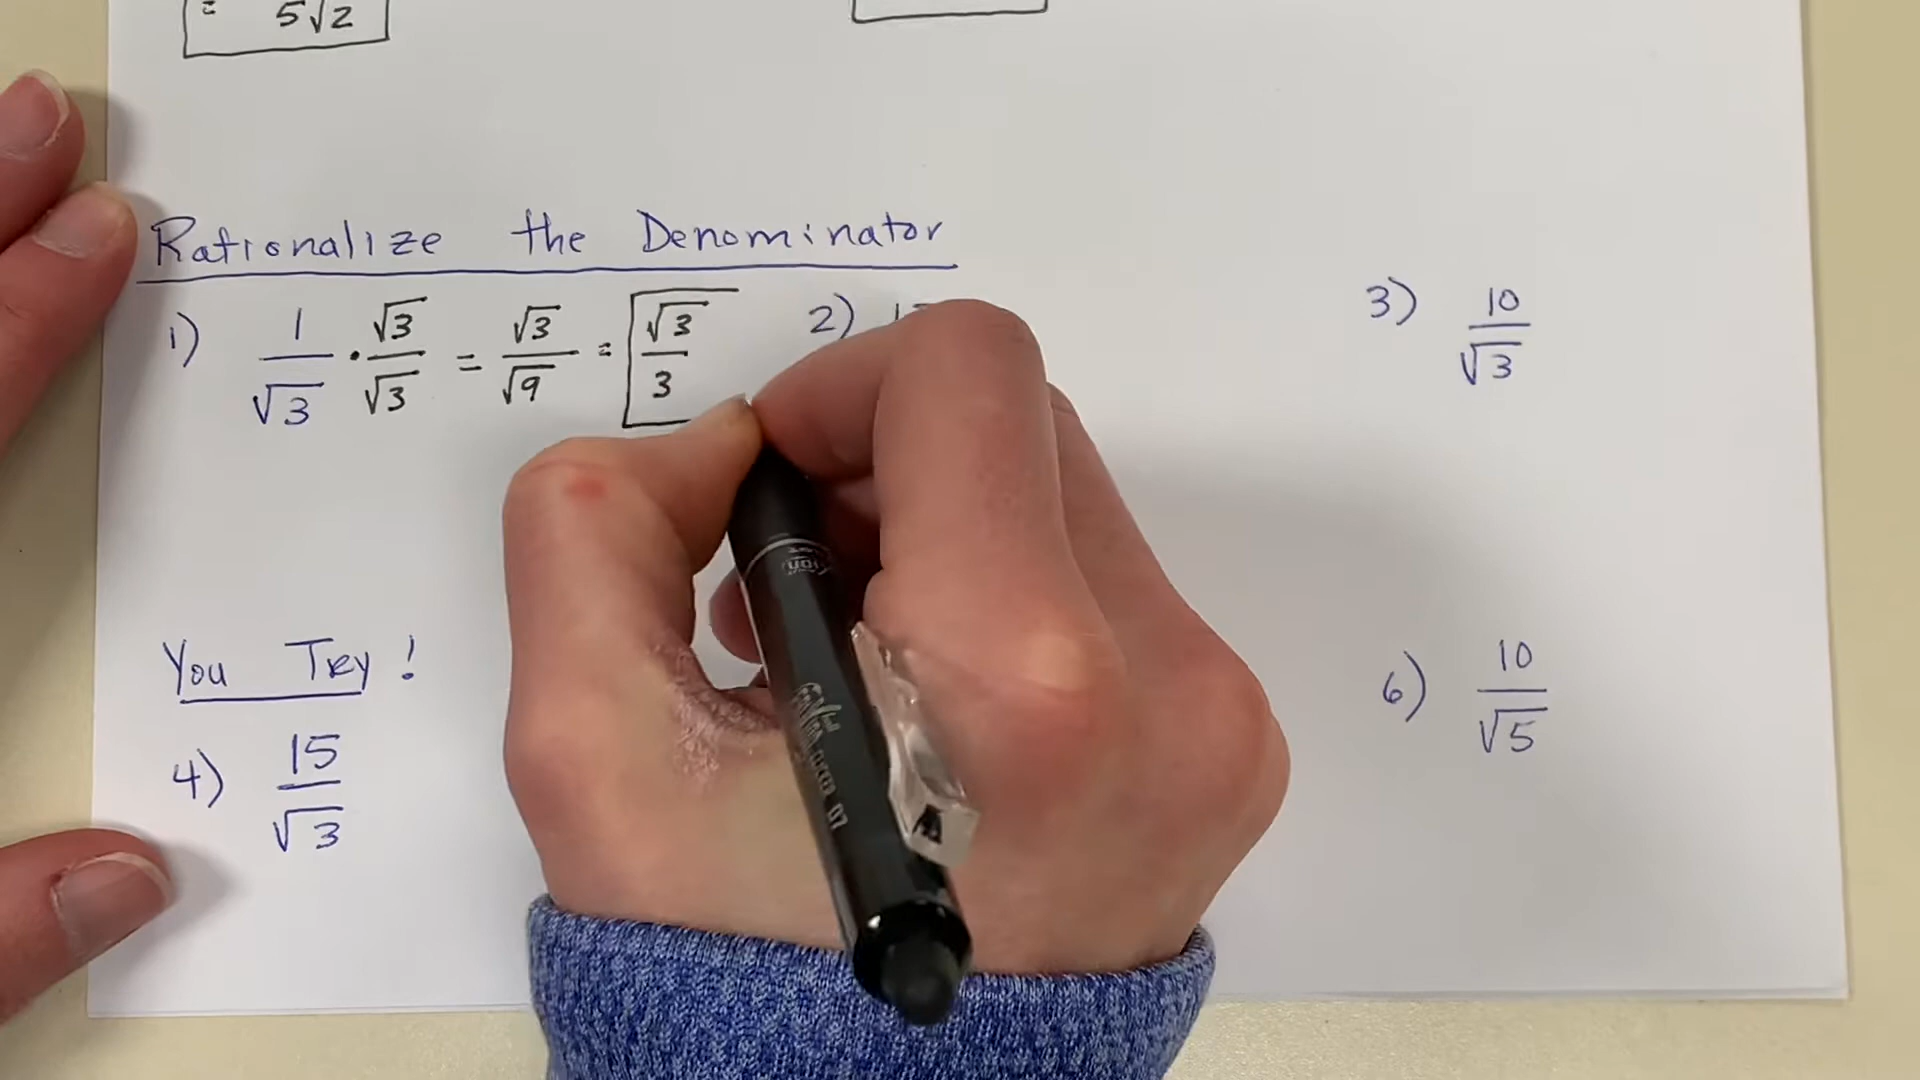 = 5√2
Rationalize the Denominator
1) 1/√3 · √3/√3 = √3/√9 = √3/3
2)
3) 10/√3
You Try!
4) 15/√3
6) 10/√5